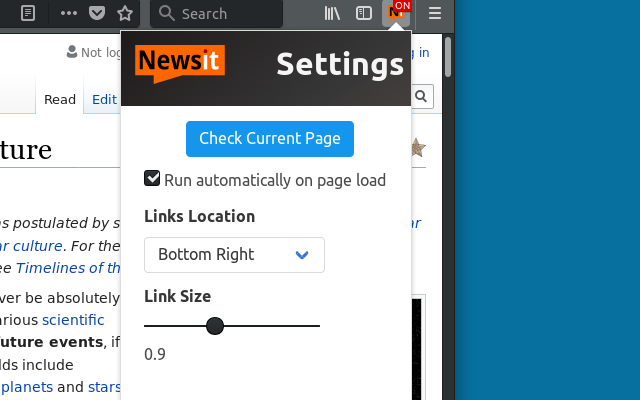 Search
ON
Not log
g in
Newsit
Settings
Read
Edit
Check Current Page
ture
Run automatically on page load
as postulated by s
ar
Links Location
ar culture. For the
Bottom Right
ee Timelines of th
ver be absolutely
Link Size
arious scientific
future events, if
0.9
lds include
planets and stars